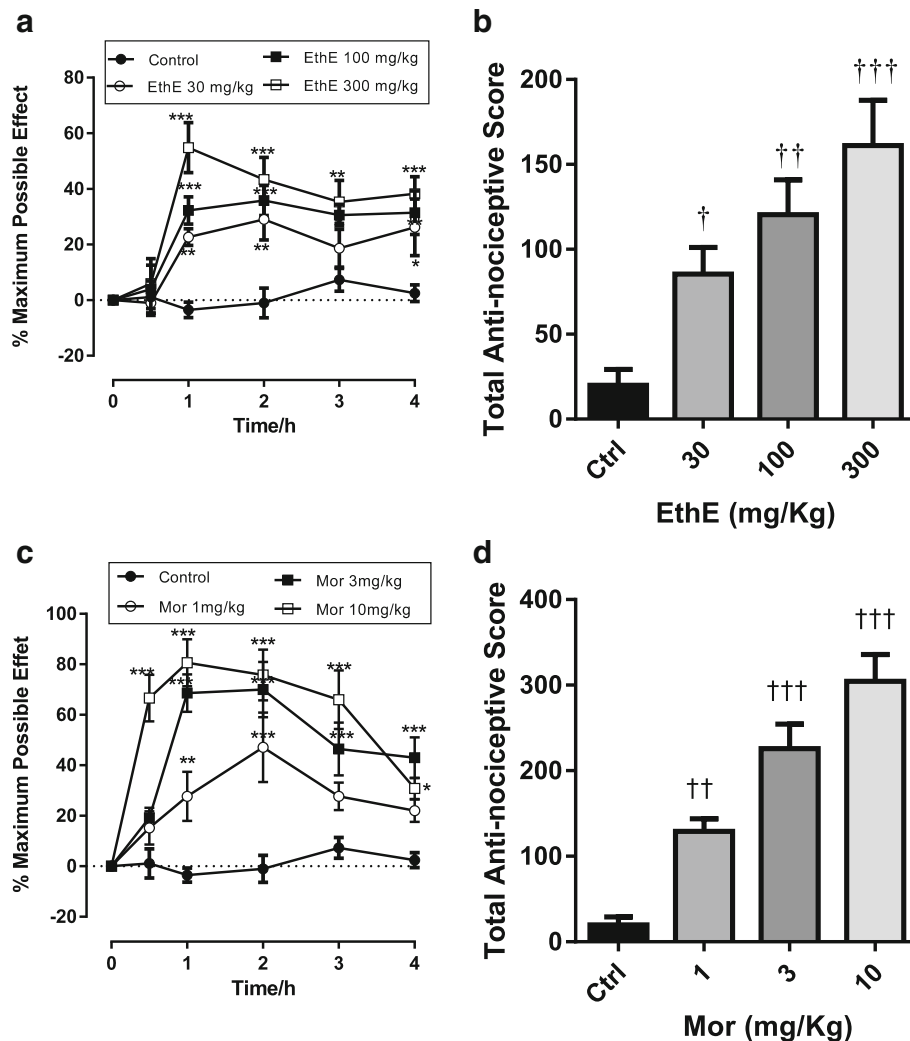 a
Control
EthE 100 mg/kg
EthE 30 mg/kg
EthE 300 mg/kg
% Maximum Possible Effect
80
60
40
20
0
-20
***
***
***
**
***
***
**
**
***
**
*
0 1 2 3 4
Time/h
b
Total Anti-nociceptive Score
200
150
100
50
0
†
††
†††
Ctrl 30 100 300
EthE (mg/Kg)
c
Control
Mor 3mg/kg
Mor 1mg/kg
Mor 10mg/kg
% Maximum Possible Effet
100
80
60
40
20
0
-20
***
***
***
**
***
***
***
***
***
***
*
0 1 2 3 4
Time/h
d
Total Anti-nociceptive Score
400
300
200
100
0
††
†††
†††
Ctrl 1 3 10
Mor (mg/Kg)